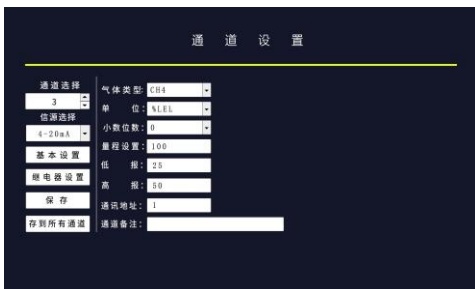 通道设置
通道选择
3
信源选择
4-20mA
基本设置
继电器设置
保存
存到所有通道
气体类型: CH4
单位: %LEL
小数位数: 0
量程设置: 100
低报: 25
高报: 50
通讯地址: 1
通道备注: